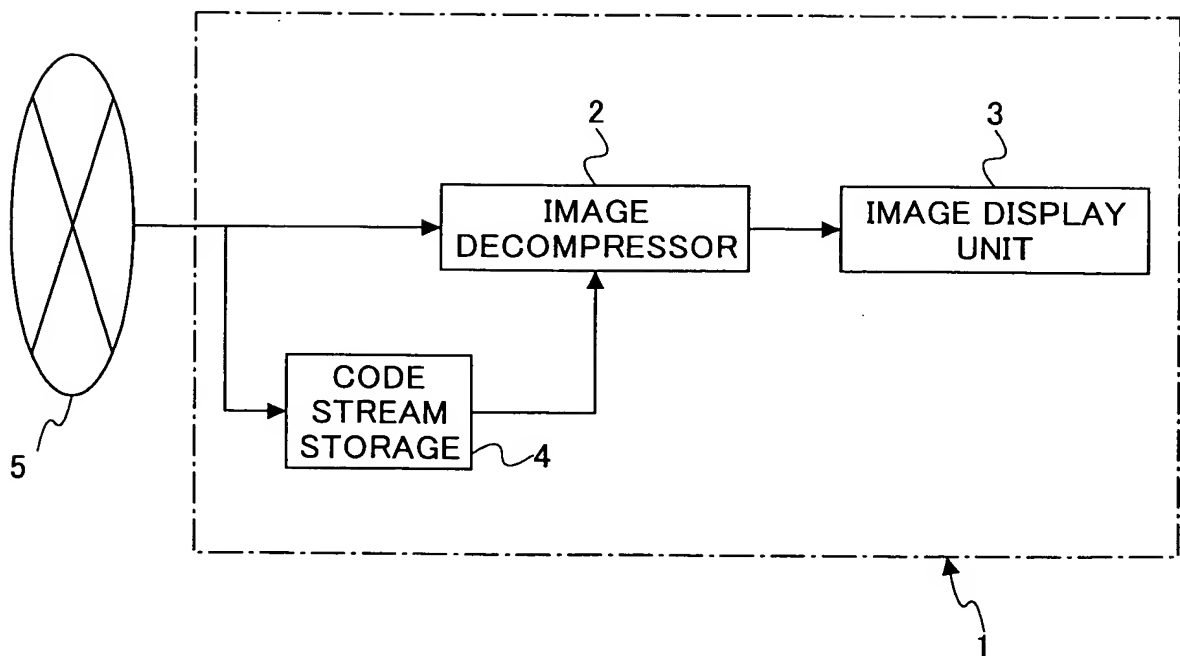 2
3
IMAGE
DECOMPRESSOR
IMAGE DISPLAY
UNIT
CODE
STREAM
STORAGE
4
5
1